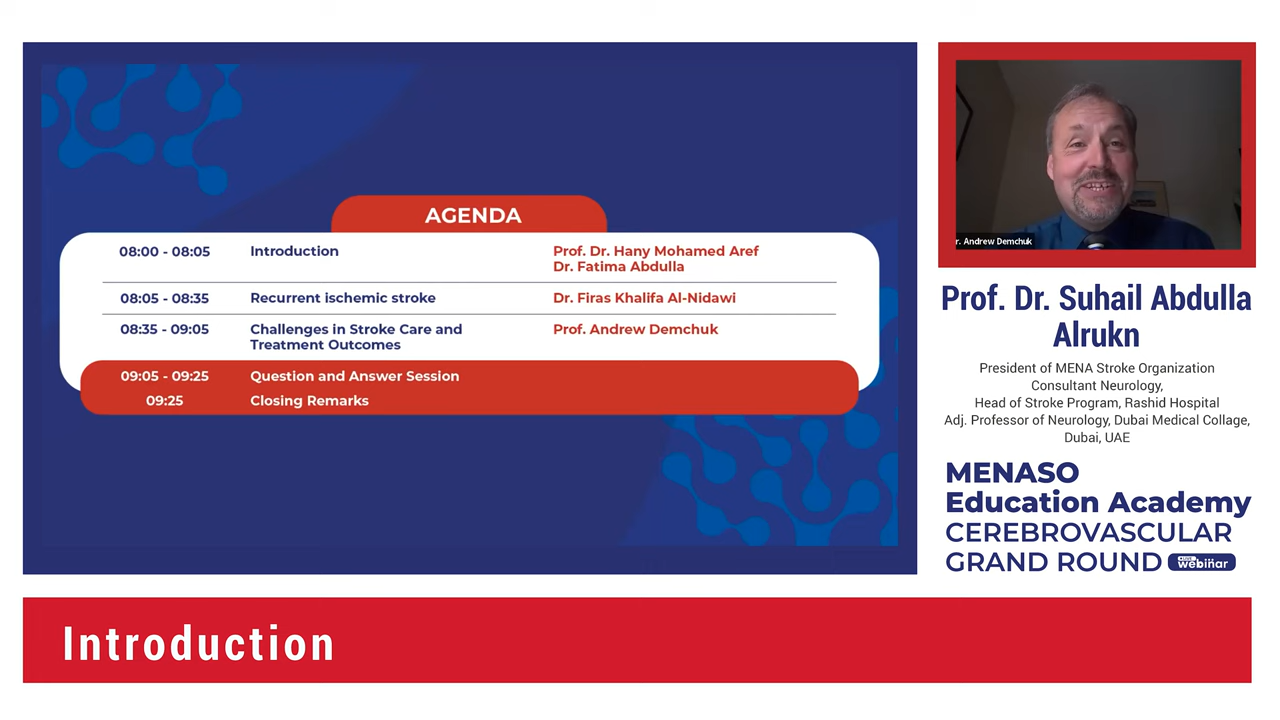 AGENDA
08:00 - 08:05 Introduction Prof. Dr. Hany Mohamed Aref
Dr. Fatima Abdulla
08:05 - 08:35 Recurrent ischemic stroke Dr. Firas Khalifa Al-Nidawi
08:35 - 09:05 Challenges in Stroke Care and Prof. Andrew Demchuk
Treatment Outcomes
09:05 - 09:25 Question and Answer Session
09:25 Closing Remarks
r. Andrew Demchuk
Prof. Dr. Suhail Abdulla
Alrukn
President of MENA Stroke Organization
Consultant Neurology,
Head of Stroke Program, Rashid Hospital
Adj. Professor of Neurology, Dubai Medical Collage,
Dubai, UAE
MENASO
Education Academy
CEREBROVASCULAR
GRAND ROUND LIVE webinar
Introduction